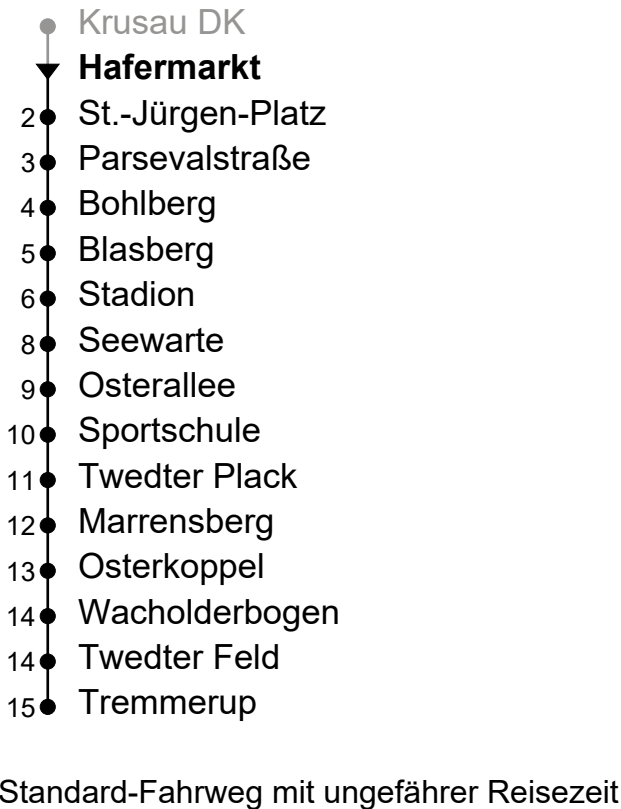 Krusau DK
Hafermarkt
2 St.-Jürgen-Platz
3 Parsevalstraße
4 Bohlberg
5 Blasberg
6 Stadion
8 Seewarte
9 Osterallee
10 Sportschule
11 Twedter Plack
12 Marrensberg
13 Osterkoppel
14 Wacholderbogen
14 Twedter Feld
15 Tremmerup
Standard-Fahrweg mit ungefährer Reisezeit